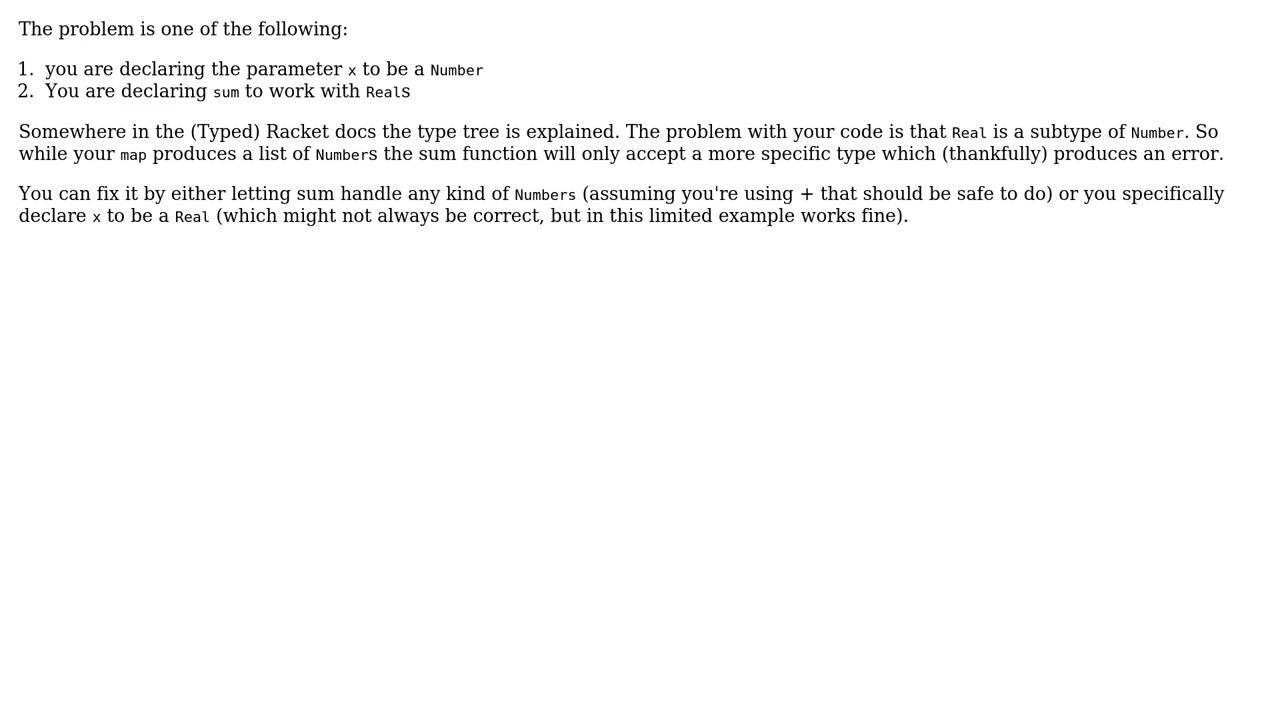 The problem is one of the following:
1. you are declaring the parameter x to be a Number
2. You are declaring sum to work with Reals
Somewhere in the (Typed) Racket docs the type tree is explained. The problem with your code is that Real is a subtype of Number. So
while your map produces a list of Numbers the sum function will only accept a more specific type which (thankfully) produces an error.
You can fix it by either letting sum handle any kind of Numbers (assuming you're using + that should be safe to do) or you specifically
declare x to be a Real (which might not always be correct, but in this limited example works fine).